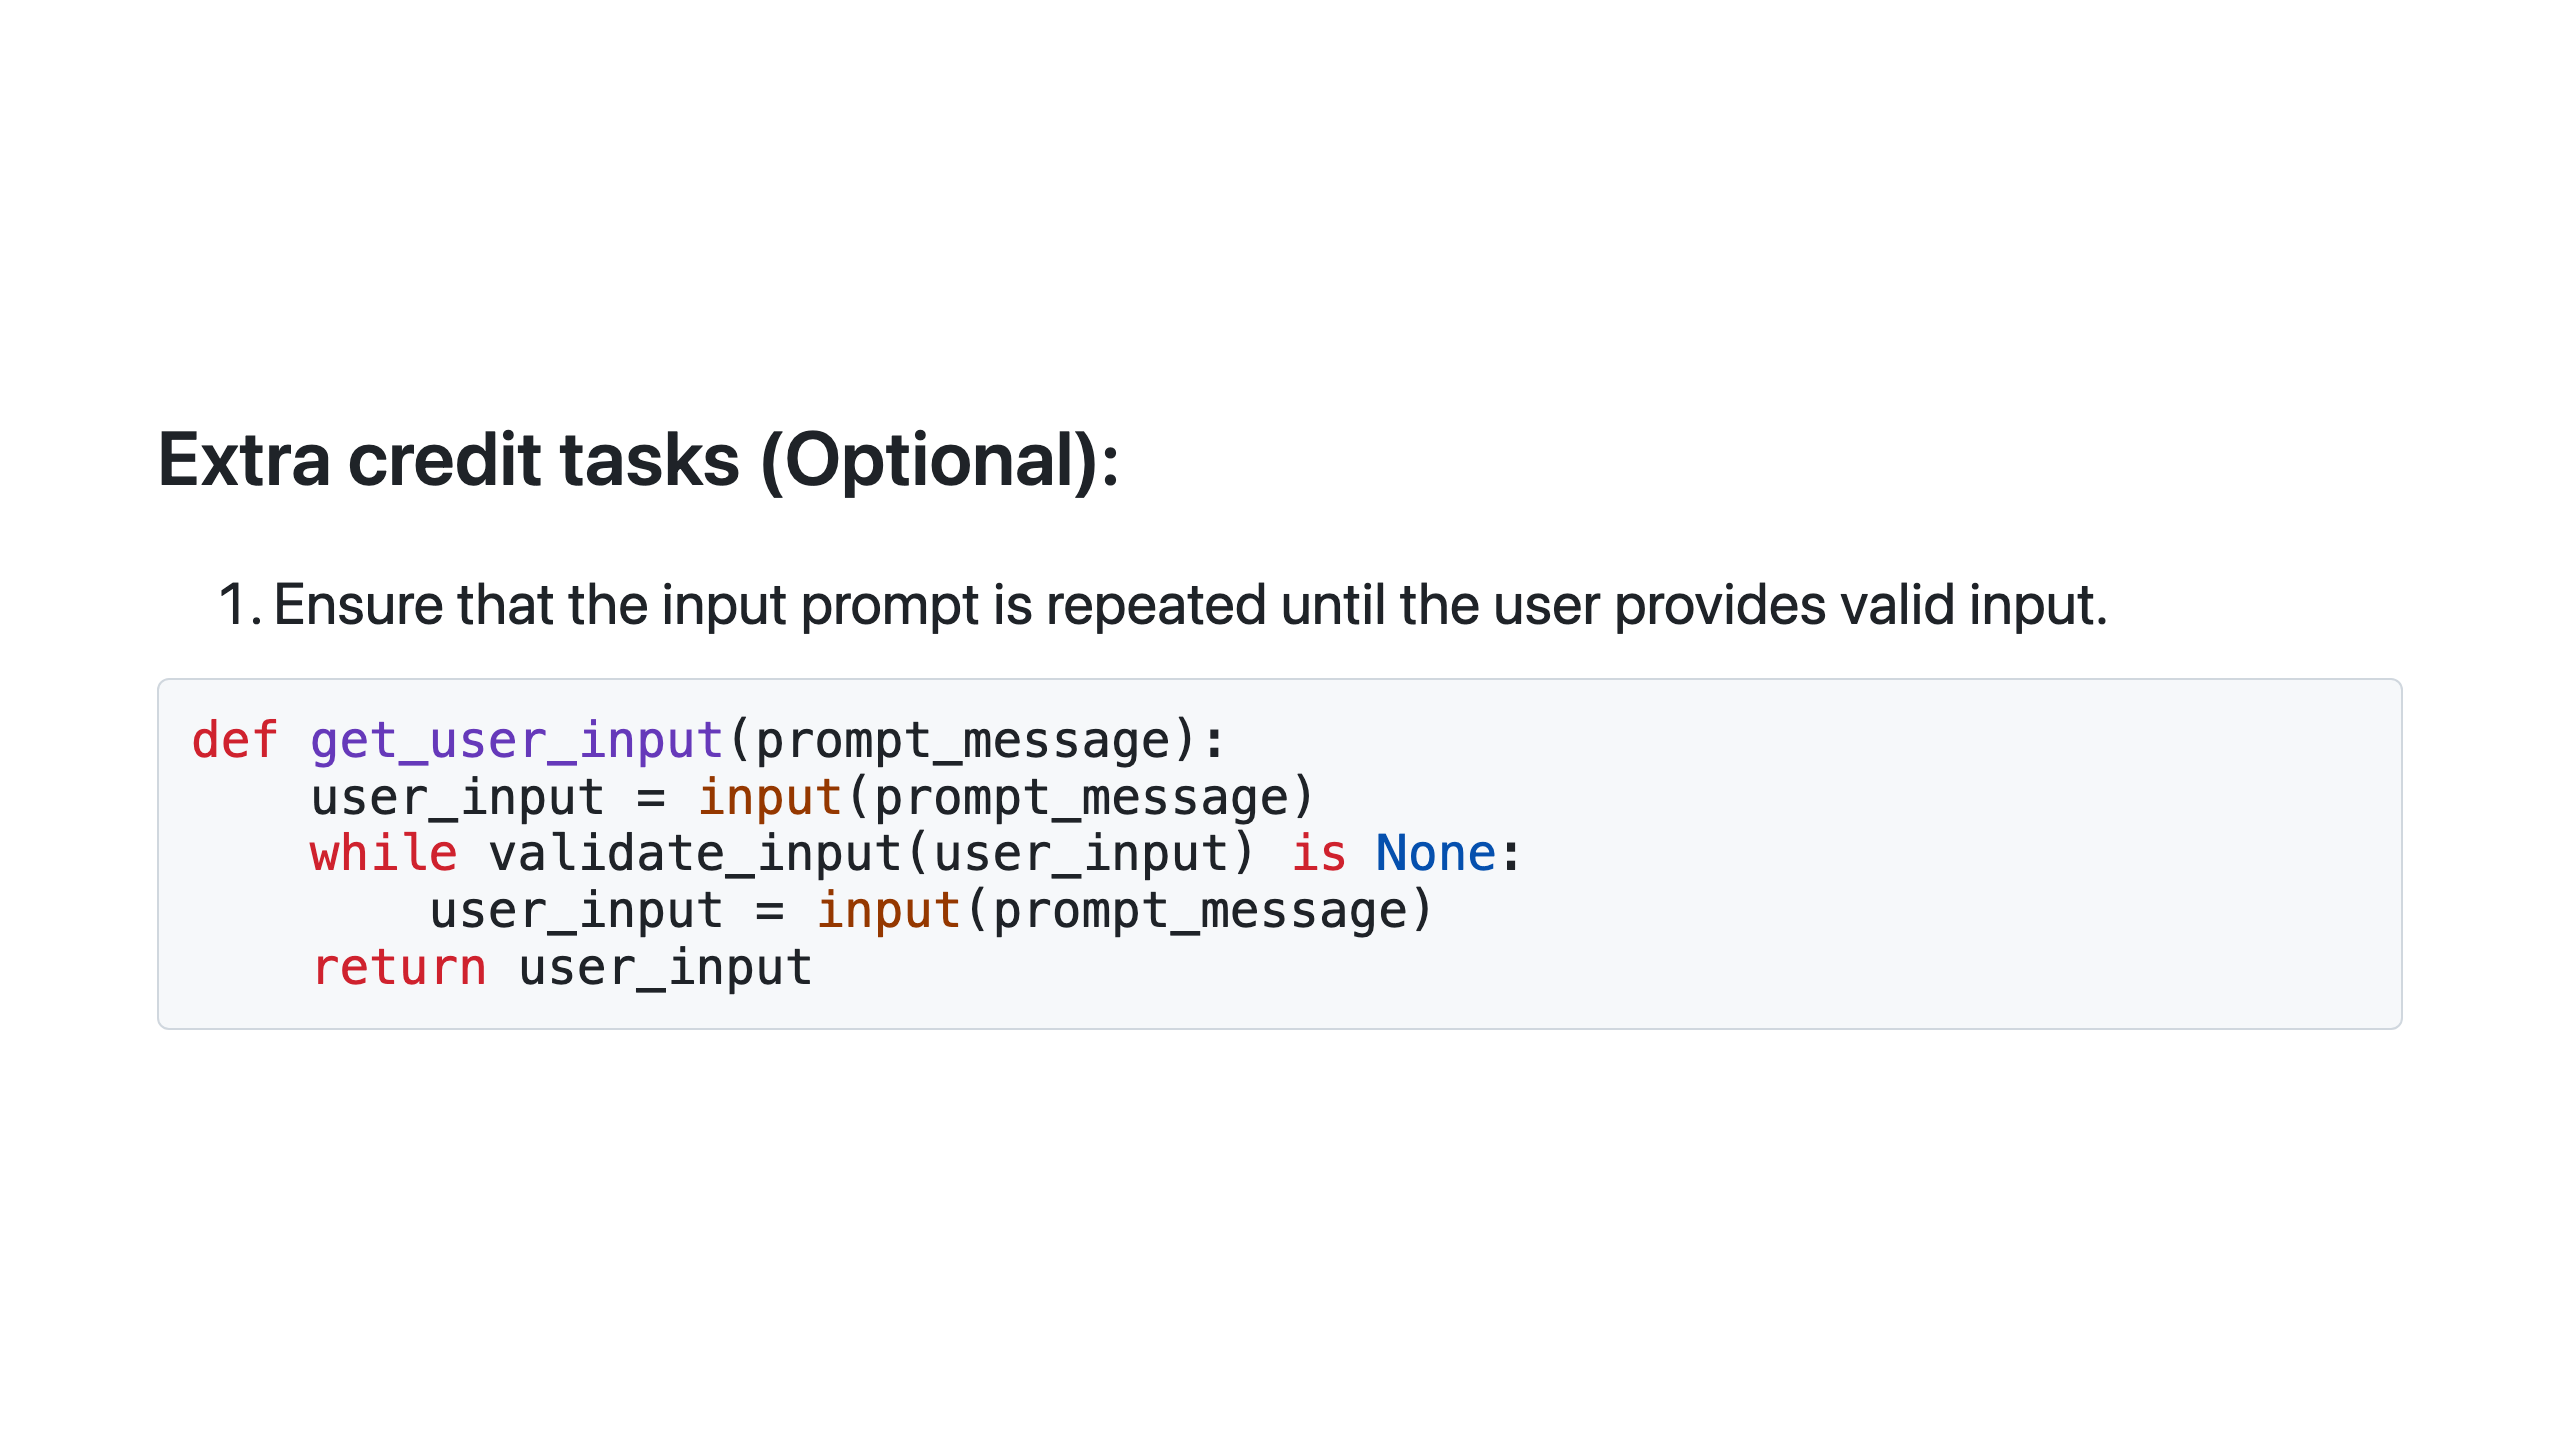 Extra credit tasks (Optional):
1. Ensure that the input prompt is repeated until the user provides valid input.
def get_user_input(prompt_message):
    user_input = input(prompt_message)
    while validate_input(user_input) is None:
        user_input = input(prompt_message)
    return user_input